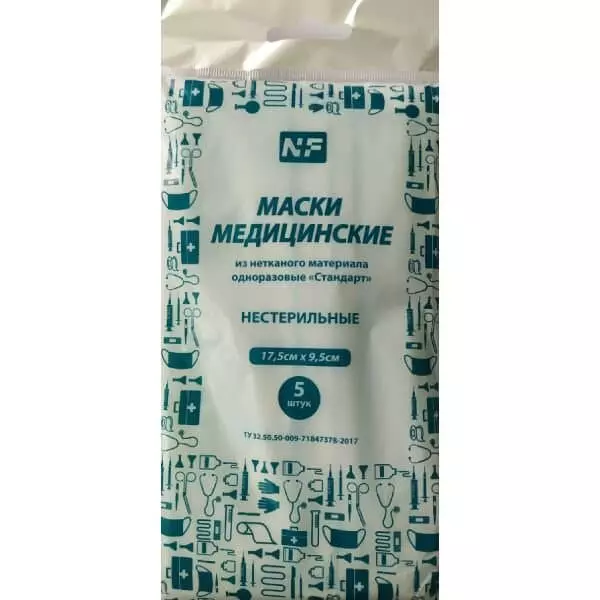 NF
МАСКИ
МЕДИЦИНСКИЕ
из нетканого материала
одноразовые «Стандарт»
НЕСТЕРИЛЬНЫЕ
17,5см х 9,5см
5
штук
ТУ 32.50.50-009-71847378-2017